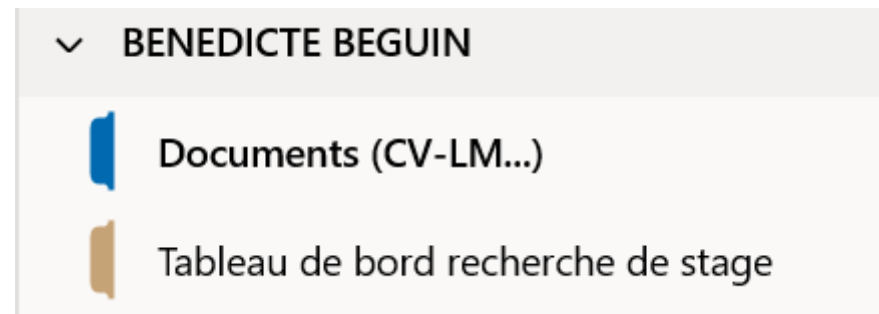 BENEDICTE BEGUIN
Documents (CV-LM...)
Tableau de bord recherche de stage